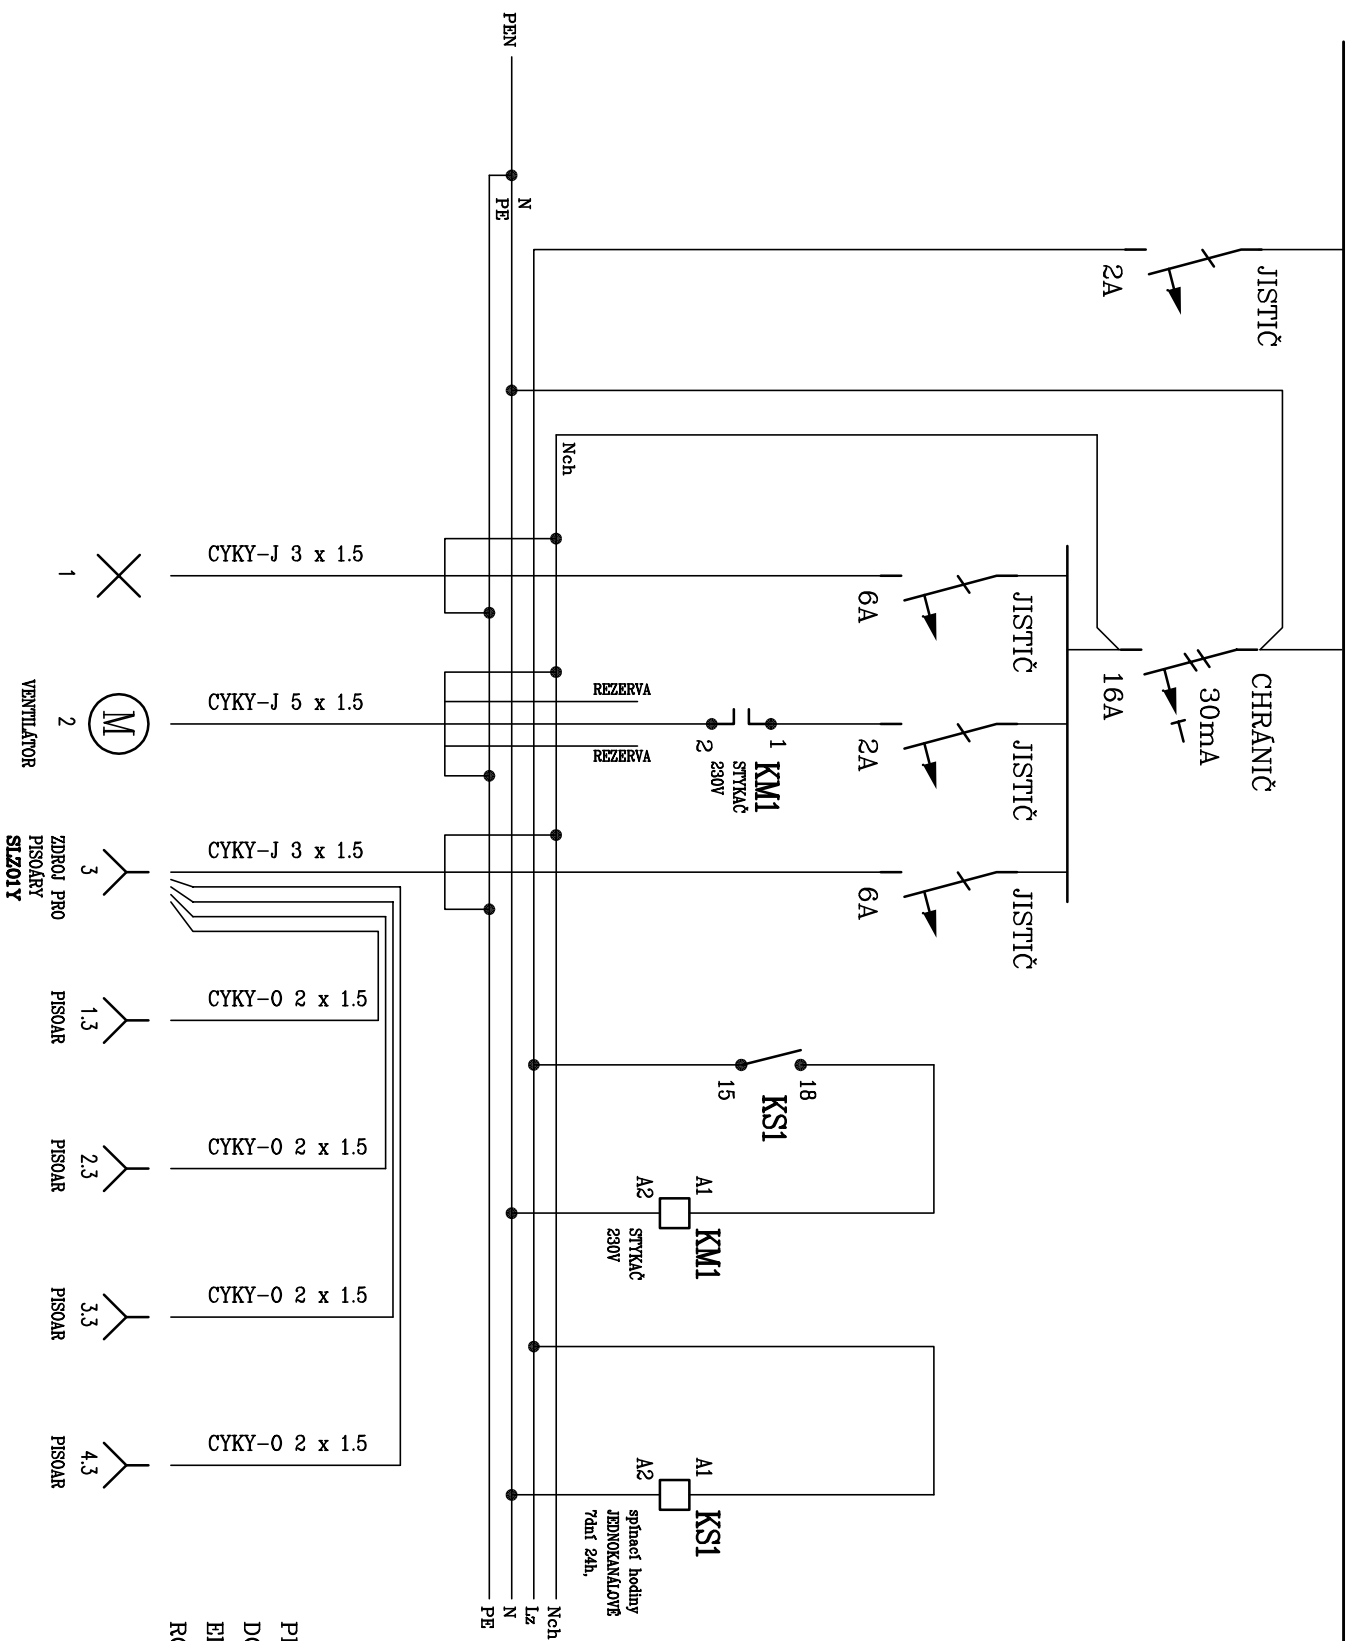 PEN
N
PE
JISTIČ
2A
CHRÁNIČ
30mA
16A
Nch
JISTIČ
6A
JISTIČ
2A
JISTIČ
6A
1
2
KM1
STYKAČ
230V
REZERVA
REZERVA
18
15
KS1
A1
A2
KM1
STYKAČ
230V
A1
A2
KS1
spínací hodiny
JEDNOKANÁLOVÉ
7dní 24h,
Nch
Lz
N
PE
CYKY-J 3 x 1.5
CYKY-J 5 x 1.5
CYKY-J 3 x 1.5
CYKY-O 2 x 1.5
CYKY-O 2 x 1.5
CYKY-O 2 x 1.5
CYKY-O 2 x 1.5
1
M
2
VENTILÁTOR
3
ZDROJ PRO
PISOÁRY
SLZ01Y
1.3
PISOAR
2.3
PISOAR
3.3
PISOAR
4.3
PISOAR